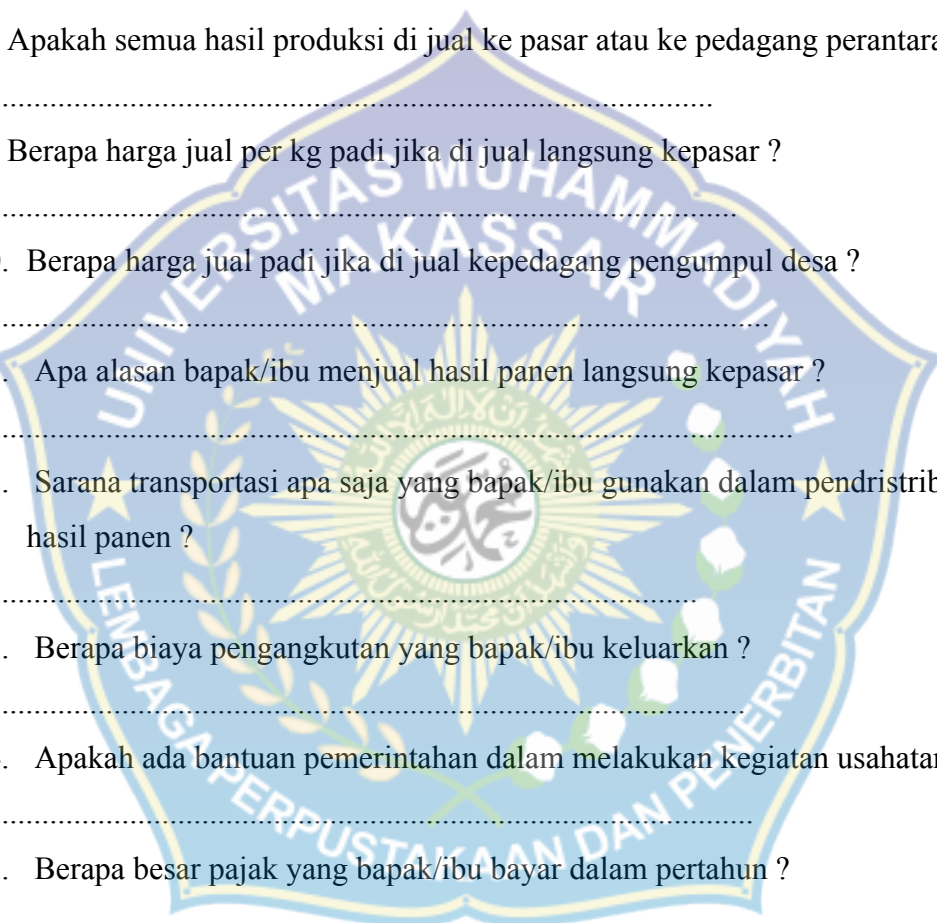 Apakah semua hasil produksi di jual ke pasar atau ke pedagang perantara
..........................................................................................
Berapa harga jual per kg padi jika di jual langsung kepasar ?
.............................................................................................
. Berapa harga jual padi jika di jual kepedagang pengumpul desa ?
.................................................................................................
. Apa alasan bapak/ibu menjual hasil panen langsung kepasar ?
....................................................................................................
. Sarana transportasi apa saja yang bapak/ibu gunakan dalam pendristrib
hasil panen ?
........................................................................................
. Berapa biaya pengangkutan yang bapak/ibu keluarkan ?
..............................................................................................
. Apakah ada bantuan pemerintahan dalam melakukan kegiatan usahatan
...............................................................................................
. Berapa besar pajak yang bapak/ibu bayar dalam pertahun ?
UNIVERSITAS MUHAMMADIYAH
MAKASSAR
LEMBAGA PERPUSTAKAAN DAN PENERBITAN